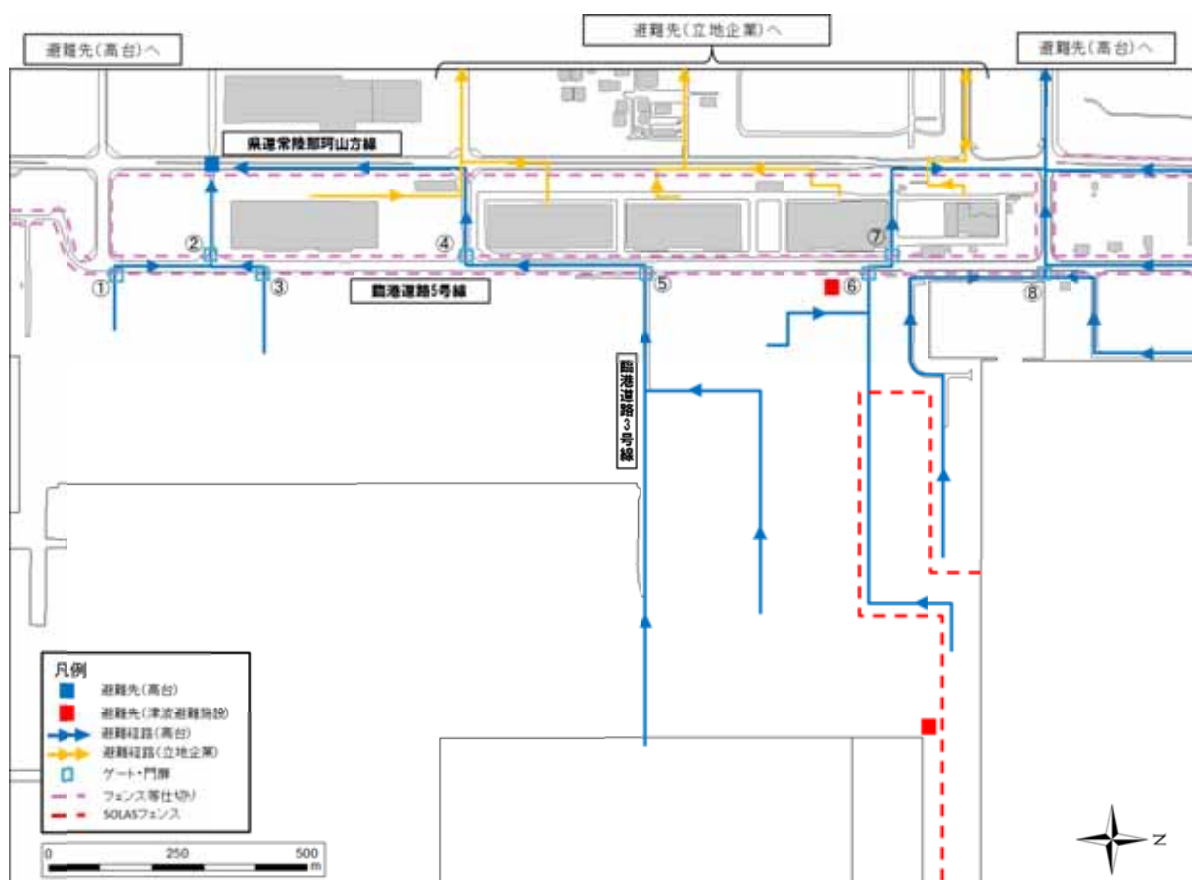 避難先(高台)へ
避難先(立地企業)へ
避難先(高台)へ
県道常陸那珂山方線
②
④
⑦
①
③
臨港道路5号線
⑤
⑥
⑧
臨港道路3号線
凡例
避難先(高台)
避難先(津波避難施設)
避難経路(高台)
避難経路(立地企業)
ゲート・門扉
フェンス等仕切り
SOLASフェンス
0 250 500
m
N